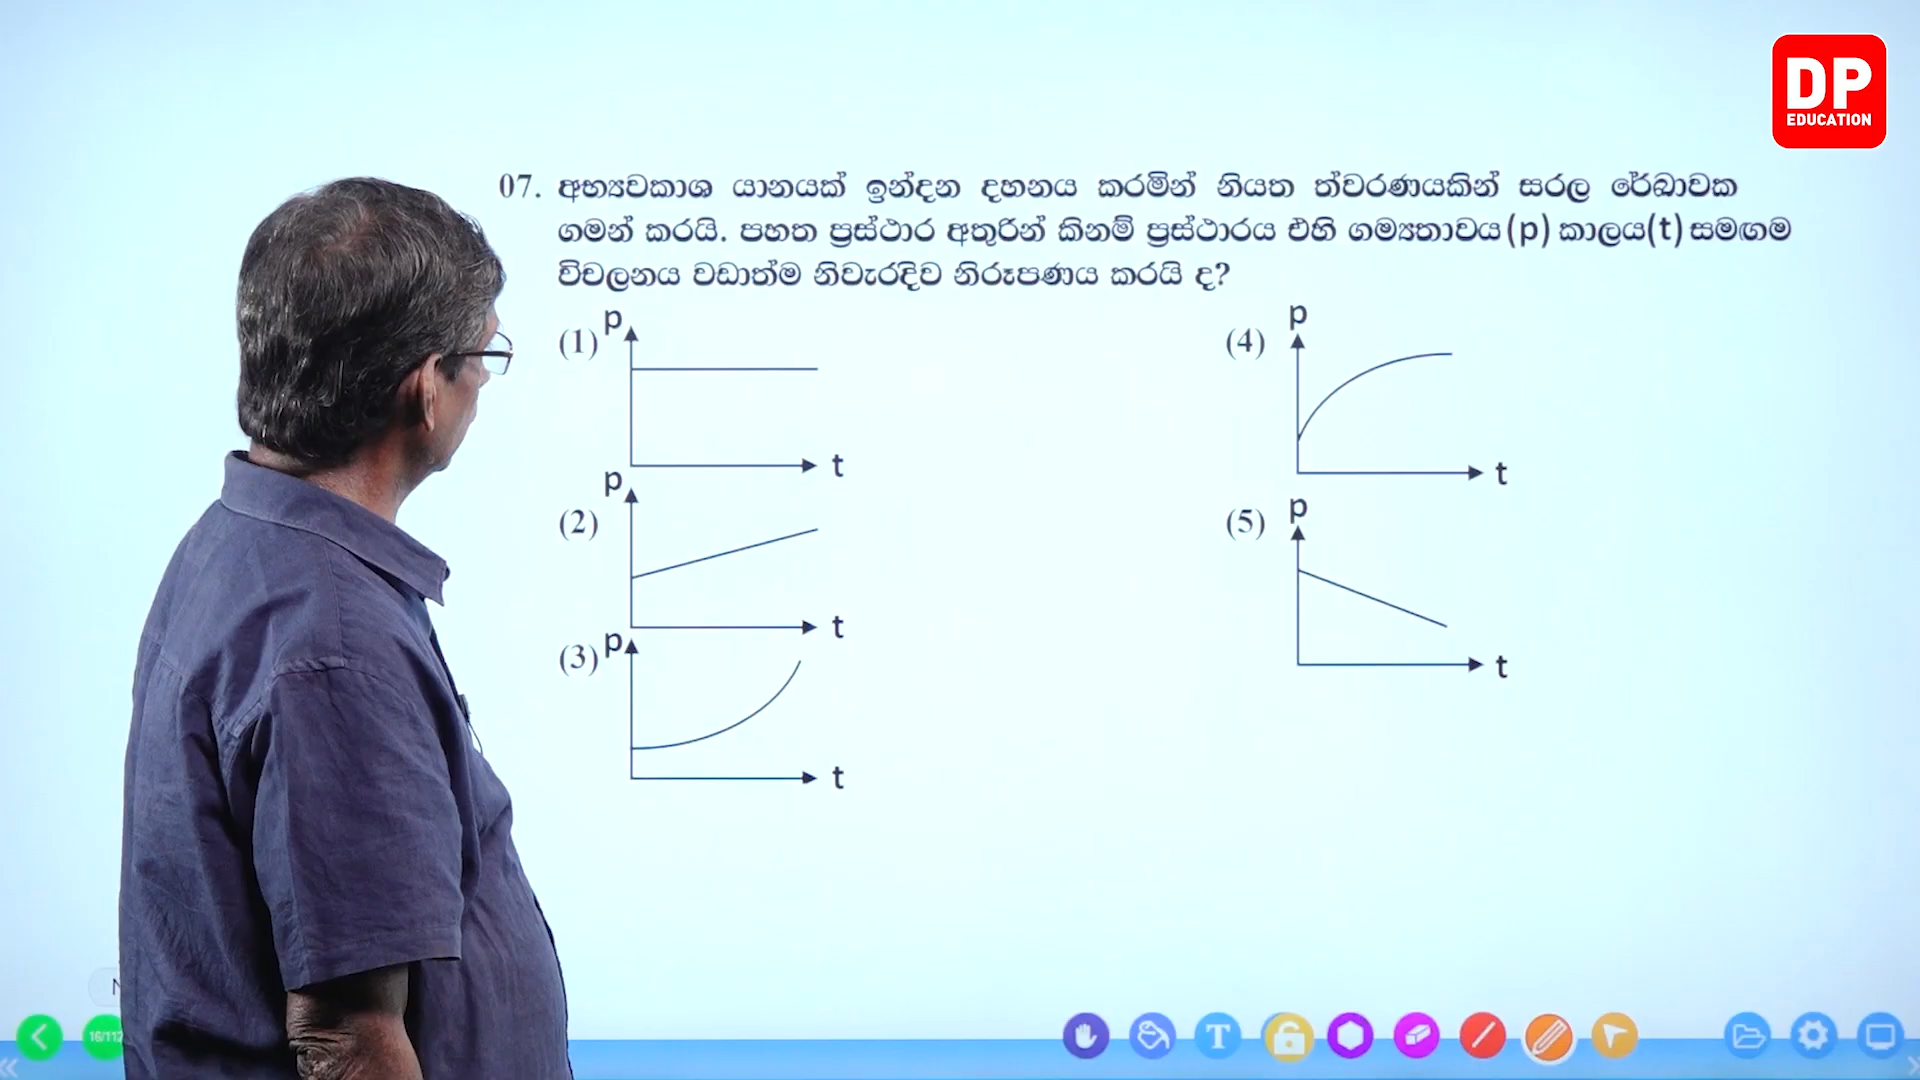 DP
EDUCATION
07. අභ්‍යවකාශ යානයක් ඉන්දන දහනය කරමින් නියත ත්වරණයකින් සරල රේඛාවක
ගමන් කරයි. පහත ප්‍රස්ථාර අතුරින් කිනම් ප්‍රස්ථාරය එහි ගම්‍යතාවය (p) කාලය(t) සමඟම
විචලනය වඩාත්ම නිවැරදිව නිරූපණය කරයි ද?
(1) p
t
(2) p
t
(3) p
t
(4) p
t
(5) p
t
16/112
T